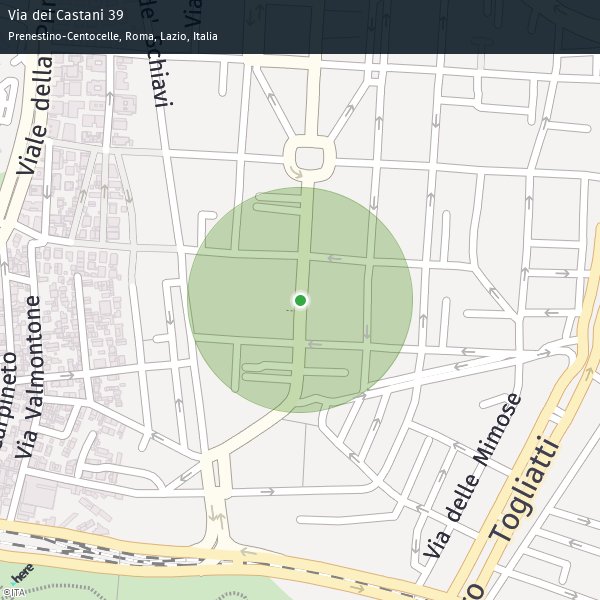 Via dei Castani 39
Prenestino-Centocelle, Roma, Lazio, Italia
Via
de' Schiavi
Viale della
Via Valmontone
arpineto
Via delle Mimose
Togliatti
here
©ITA